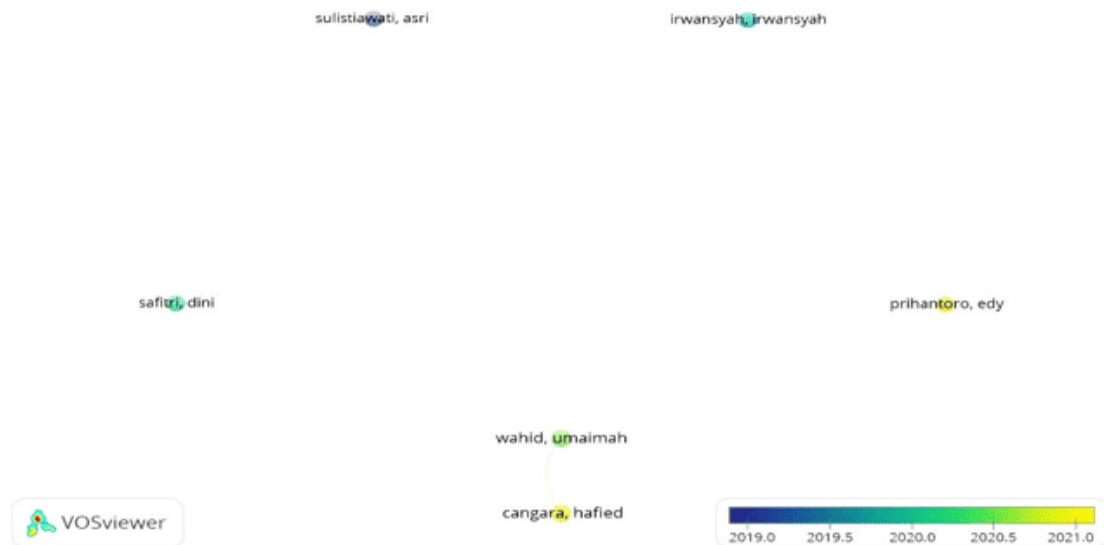 sulistiawati, asri
irwansyah, irwansyah
safitri, dini
prihantoro, edy
wahid, umaimah
cangara, hafied
VOSviewer
2019.0 2019.5 2020.0 2020.5 2021.0